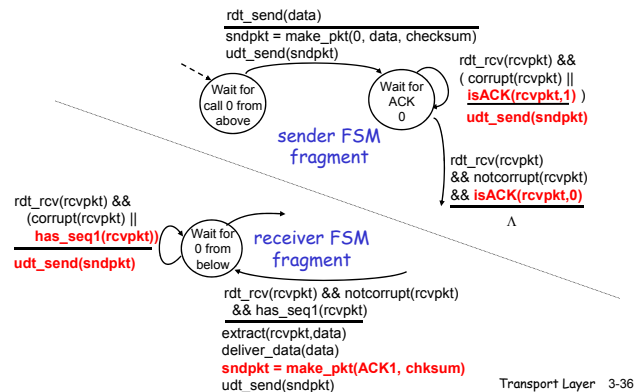 rdt_send(data)
sndpkt = make_pkt(0, data, checksum)
udt_send(sndpkt)
Wait for
call 0 from
above
Wait for
ACK
0
rdt_rcv(rcvpkt) &&
( corrupt(rcvpkt) ||
isACK(rcvpkt,1) )
udt_send(sndpkt)
sender FSM
fragment
rdt_rcv(rcvpkt)
&& notcorrupt(rcvpkt)
&& isACK(rcvpkt,0)
Λ
rdt_rcv(rcvpkt) &&
(corrupt(rcvpkt) ||
has_seq1(rcvpkt))
udt_send(sndpkt)
Wait for
0 from
below
receiver FSM
fragment
rdt_rcv(rcvpkt) && notcorrupt(rcvpkt)
&& has_seq1(rcvpkt)
extract(rcvpkt,data)
deliver_data(data)
sndpkt = make_pkt(ACK1, chksum)
udt_send(sndpkt)
Transport Layer 3-36